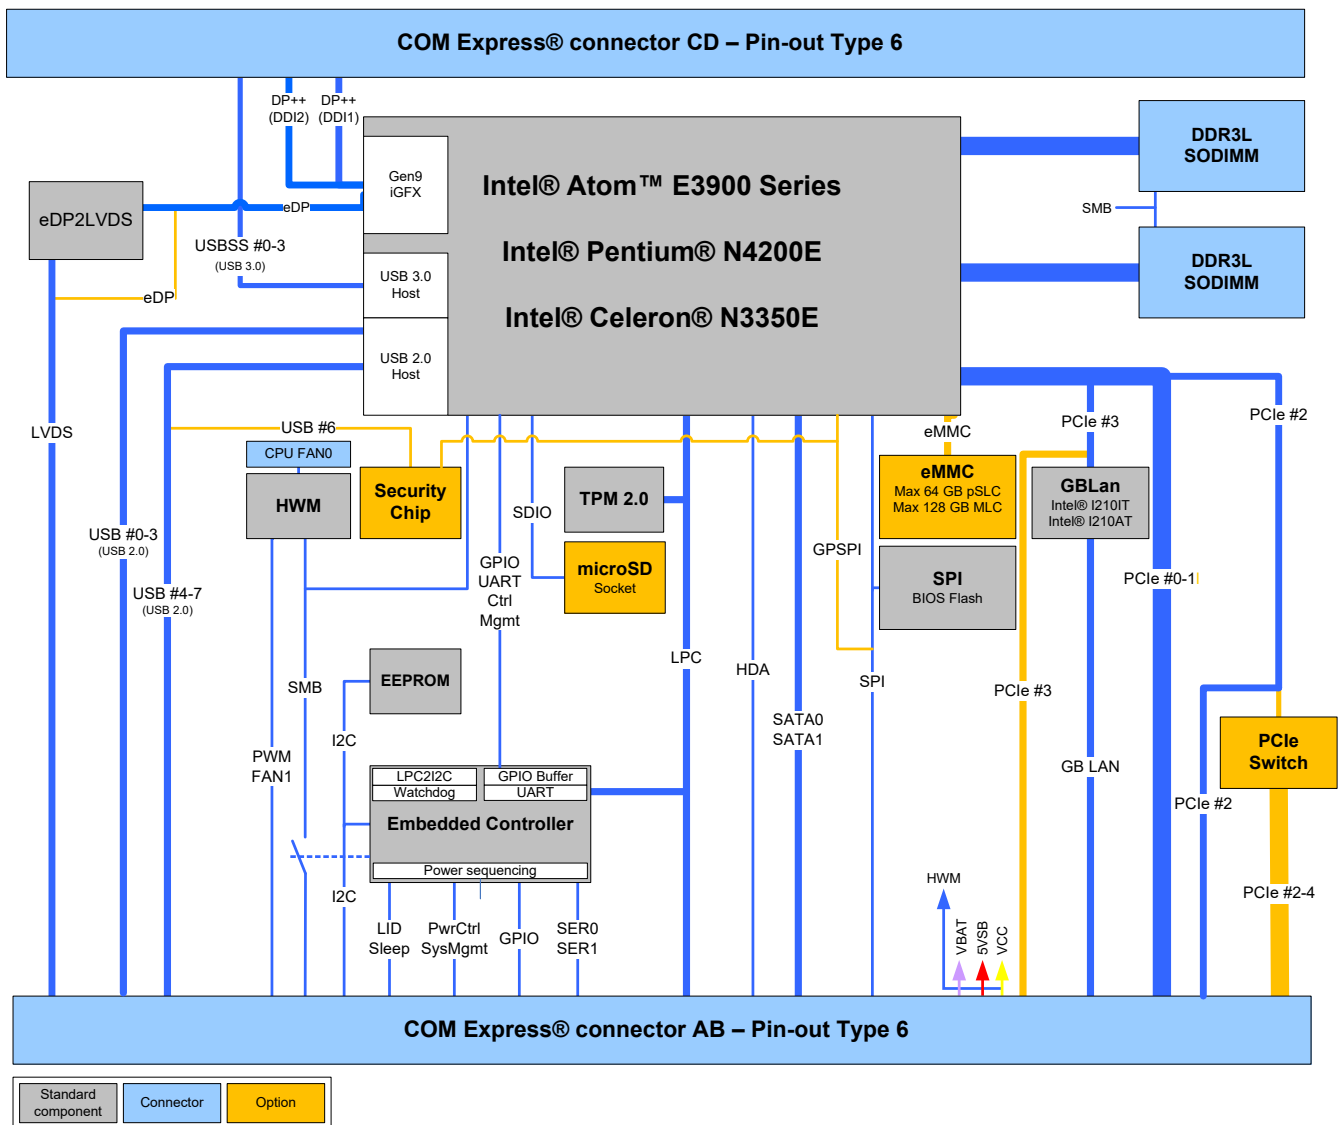 COM Express® connector CD – Pin-out Type 6
DP++
(DDI2)
DP++
(DDI1)
Gen9
iGFX
Intel® Atom™ E3900 Series
Intel® Pentium® N4200E
Intel® Celeron® N3350E
DDR3L
SODIMM
SMB
DDR3L
SODIMM
eDP2LVDS
eDP
USBSS #0-3
(USB 3.0)
eDP
USB 3.0
Host
USB 2.0
Host
LVDS
USB #6
CPU FAN0
HWM
Security
Chip
SDIO
TPM 2.0
microSD
Socket
eMMC
eMMC
Max 64 GB pSLC
Max 128 GB MLC
PCIe #3
GBLan
Intel® I210IT
Intel® I210AT
PCIe #2
USB #0-3
(USB 2.0)
USB #4-7
(USB 2.0)
GPIO
UART
Ctrl
Mgmt
GPSPI
SPI
BIOS Flash
PCIe #0-1
EEPROM
SMB
LPC
HDA
SPI
PCIe #3
SATA0
SATA1
I2C
PWM
FAN1
PCIe
Switch
GB LAN
PCIe #2
LPC2I2C
Watchdog
GPIO Buffer
UART
Embedded Controller
Power sequencing
I2C
LID
Sleep
PwrCtrl
SysMgmt
GPIO
SER0
SER1
HWM
VBAT
5VSB
VCC
PCIe #2-4
COM Express® connector AB – Pin-out Type 6
Standard
component
Connector
Option